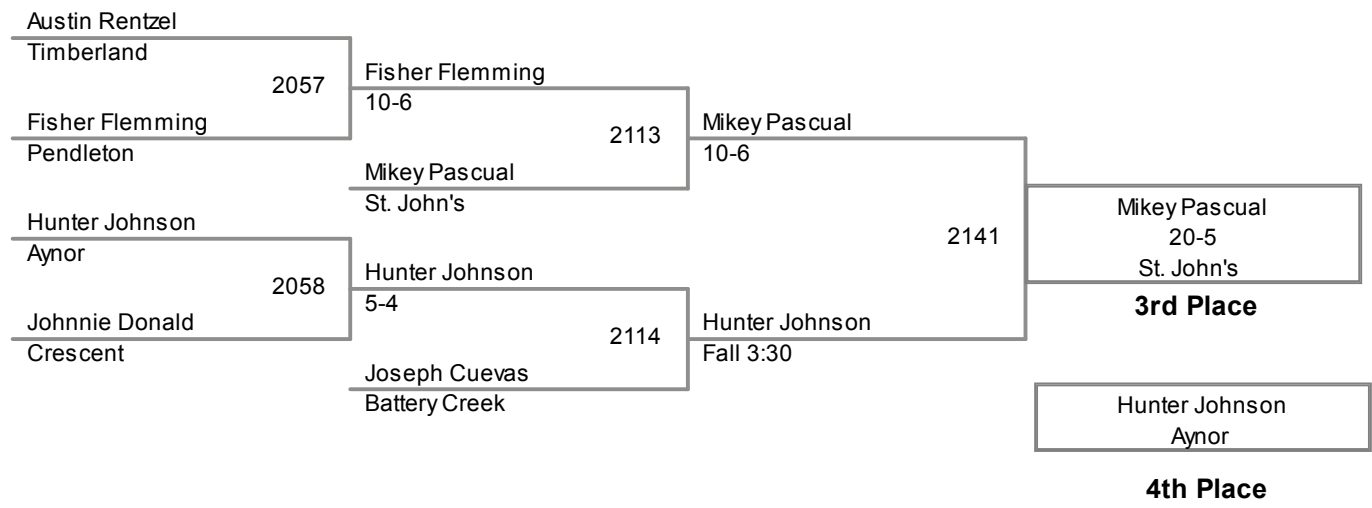 Austin Rentzel
Timberland
2057
Fisher Flemming
Pendleton
Hunter Johnson
Aynor
2058
Johnnie Donald
Crescent
Fisher Flemming
10-6
2113
Mikey Pascual
St. John's
Hunter Johnson
5-4
2114
Joseph Cuevas
Battery Creek
Mikey Pascual
10-6
2141
Hunter Johnson
Fall 3:30
Mikey Pascual
20-5
St. John's
3rd Place
Hunter Johnson
Aynor
4th Place